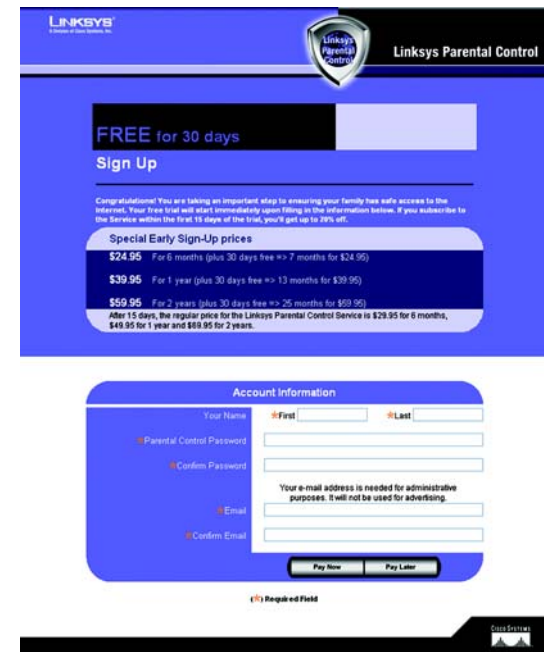 LINKSYS®
A Division of Cisco Systems, Inc.
Linksys
Parental
Control
Linksys Parental Control
FREE for 30 days
Sign Up
Congratulations! You are taking an important step to ensuring your family has safe access to the
Internet. Your free trial will start immediately upon filling in the information below. If you subscribe to
the Service within the first 15 days of the trial, you'll get up to 20% off.
Special Early Sign-Up prices
$24.95 For 6 months (plus 30 days free => 7 months for $24.95)
$39.95 For 1 year (plus 30 days free => 13 months for $39.95)
$59.95 For 2 years (plus 30 days free => 25 months for $59.95)
After 15 days, the regular price for the Linksys Parental Control Service is $29.95 for 6 months,
$49.95 for 1 year and $69.95 for 2 years.
Account Information
Your Name *First *Last
*Parental Control Password
*Confirm Password
Your e-mail address is needed for administrative
purposes. It will not be used for advertising.
*Email
*Confirm Email
Pay Now Pay Later
(*) Required Field
CISCO SYSTEMS